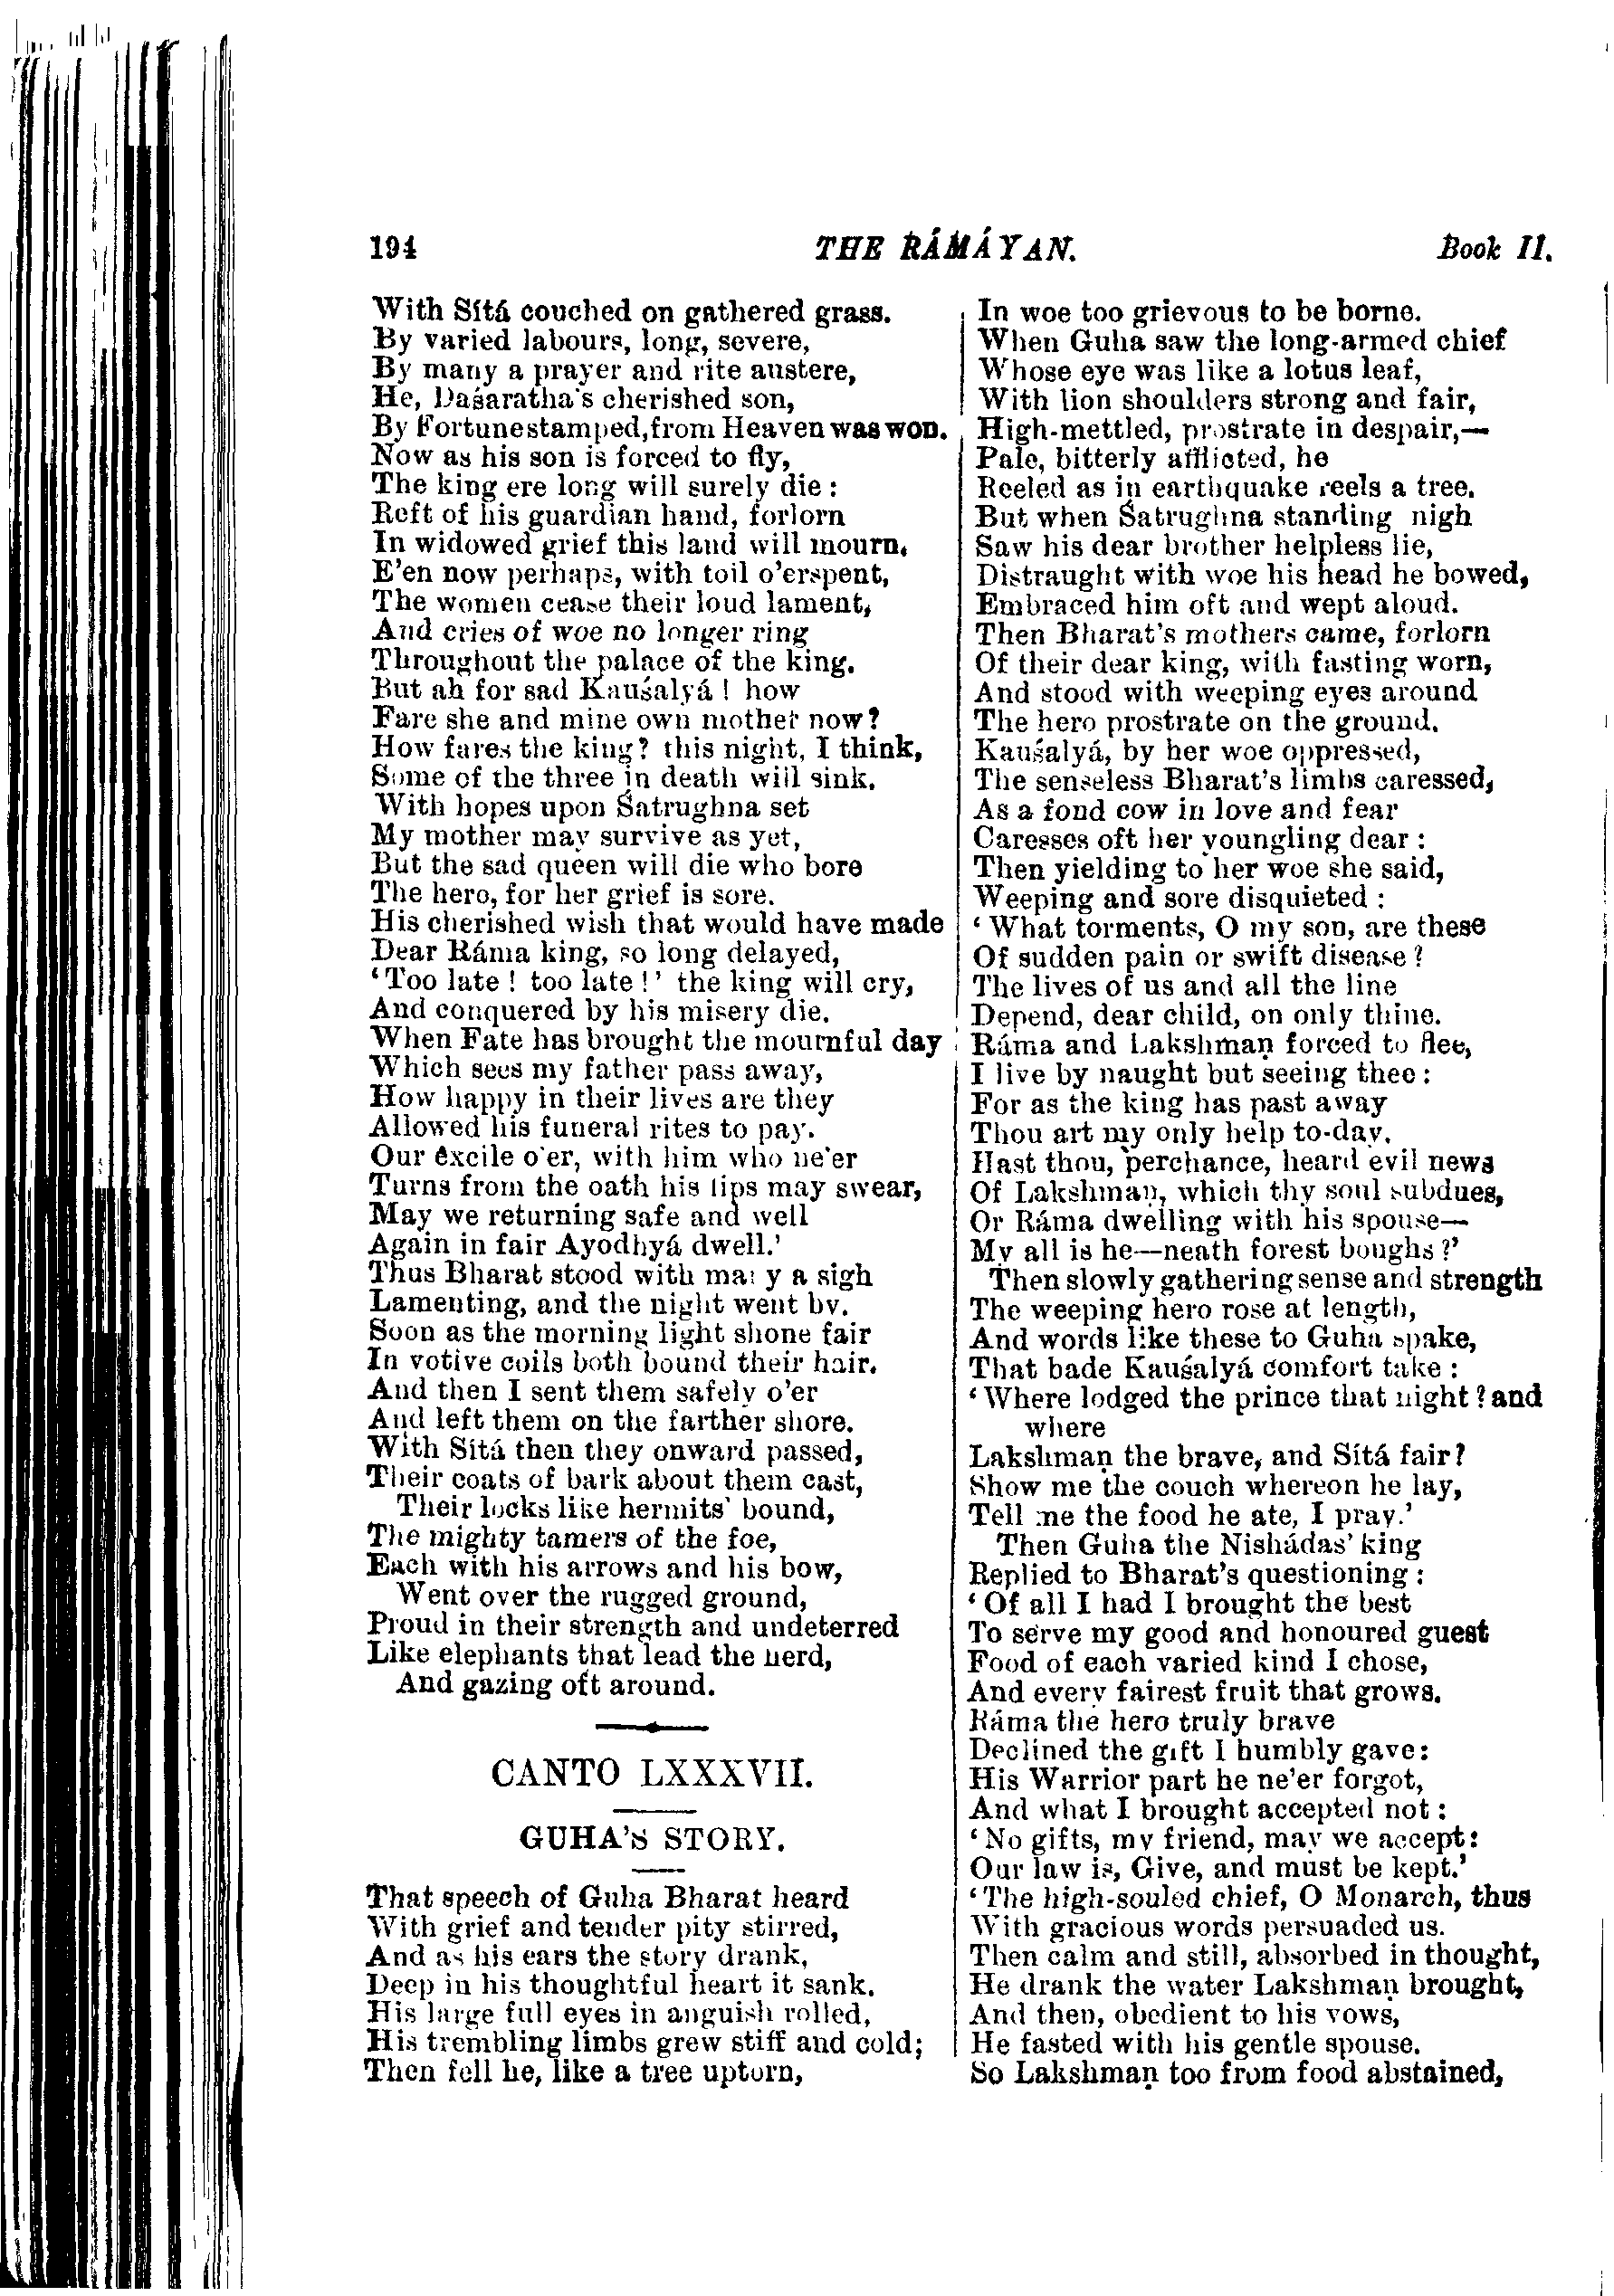 194 THE RÁMÁYAN. Book II.
With Sítá couched on gathered grass.
By varied labours, long, severe,
By many a prayer and rite austere,
He, Daśaratha's cherished son,
By Fortune stamped, from Heaven was won.
Now as his son is forced to fly,
The king ere long will surely die:
Reft of his guardian hand, forlorn
In widowed grief this land will mourn.
E'en now perhaps, with toil o'erspent,
The women cease their loud lament,
And cries of woe no longer ring
Throughout the palace of the king.
But ah for sad Kauśalyá! how
Fare she and mine own mother now?
How fares the king? this night, I think,
Some of the three in death will sink.
With hopes upon Śatrughna set
My mother may survive as yet,
But the sad queen will die who bore
The hero, for her grief is sore.
His cherished wish that would have made
Dear Ráma king, so long delayed,
'Too late! too late!' the king will cry,
And conquered by his misery die.
When Fate has brought the mournful day
Which sees my father pass away,
How happy in their lives are they
Allowed his funeral rites to pay.
Our excile o'er, with him who ne'er
Turns from the oath his lips may swear,
May we returning safe and well
Again in fair Ayodhyá dwell.'
Thus Bharat stood with many a sigh
Lamenting, and the night went by.
Soon as the morning light shone fair
In votive coils both bound their hair.
And then I sent them safely o'er
And left them on the farther shore.
With Sítá then they onward passed,
Their coats of bark about them cast,
Their locks like hermits' bound,
The mighty tamers of the foe,
Each with his arrows and his bow,
Went over the rugged ground,
Proud in their strength and undeterred
Like elephants that lead the herd,
And gazing oft around.
CANTO LXXXVII.
GUHA'S STORY.
That speech of Guha Bharat heard
With grief and tender pity stirred,
And as his ears the story drank,
Deep in his thoughtful heart it sank.
His large full eyes in anguish rolled,
His trembling limbs grew stiff and cold;
Then fell he, like a tree uptorn,
In woe too grievous to be borne.
When Guha saw the long-armed chief
Whose eye was like a lotus leaf,
With lion shoulders strong and fair,
High-mettled, prostrate in despair,—
Pale, bitterly afflicted, he
Reeled as in earthquake reels a tree.
But when Śatrughna standing nigh
Saw his dear brother helpless lie,
Distraught with woe his head he bowed,
Embraced him oft and wept aloud.
Then Bharat's mothers came, forlorn
Of their dear king, with fasting worn,
And stood with weeping eyes around
The hero prostrate on the ground.
Kauśalyá, by her woe oppressed,
The senseless Bharat's limbs caressed,
As a fond cow in love and fear
Caresses oft her youngling dear:
Then yielding to her woe she said,
Weeping and sore disquieted:
'What torments, O my son, are these
Of sudden pain or swift disease?
The lives of us and all the line
Depend, dear child, on only thine.
Ráma and Lakshmaṇ forced to flee,
I live by naught but seeing thee:
For as the king has past away
Thou art my only help to-day.
Hast thou, perchance, heard evil news
Of Lakshmaṇ, which thy soul subdues,
Or Ráma dwelling with his spouse—
My all is he—neath forest boughs?'
Then slowly gathering sense and strength
The weeping hero rose at length,
And words like these to Guha spake,
That bade Kauśalyá comfort take:
'Where lodged the prince that night? and
where
Lakshmaṇ the brave, and Sítá fair?
Show me the couch whereon he lay,
Tell me the food he ate, I pray.'
Then Guha the Nishádas' king
Replied to Bharat's questioning:
'Of all I had I brought the best
To serve my good and honoured guest
Food of each varied kind I chose,
And every fairest fruit that grows.
Ráma the hero truly brave
Declined the gift I humbly gave:
His Warrior part he ne'er forgot,
And what I brought accepted not:
'No gifts, my friend, may we accept:
Our law is, Give, and must be kept.'
'The high-souled chief, O Monarch, thus
With gracious words persuaded us.
Then calm and still, absorbed in thought,
He drank the water Lakshmaṇ brought,
And then, obedient to his vows,
He fasted with his gentle spouse.
So Lakshmaṇ too from food abstained,